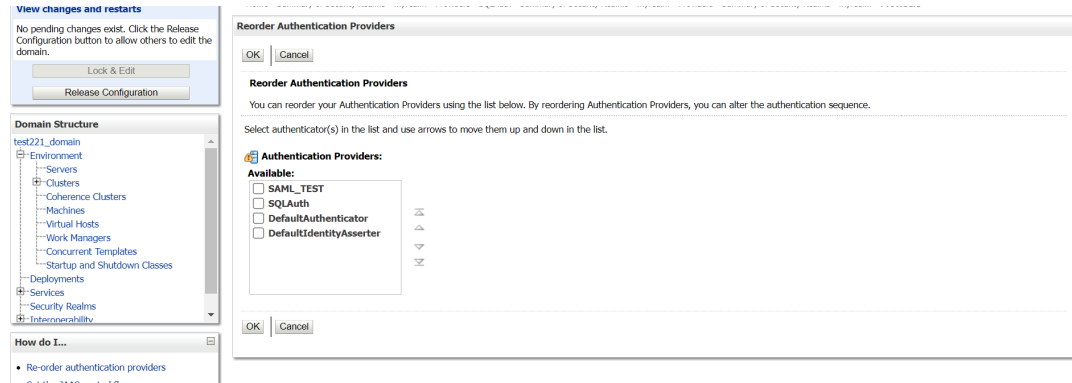 View changes and restarts
No pending changes exist. Click the Release
Configuration button to allow others to edit the
domain.
Lock & Edit
Release Configuration
Domain Structure
test221_domain
Environment
Servers
Clusters
Coherence Clusters
Machines
Virtual Hosts
Work Managers
Concurrent Templates
Startup and Shutdown Classes
Deployments
Services
Security Realms
Interoperability
How do I...
Re-order authentication providers
Reorder Authentication Providers
OK Cancel
Reorder Authentication Providers
You can reorder your Authentication Providers using the list below. By reordering Authentication Providers, you can alter the authentication sequence.
Select authenticator(s) in the list and use arrows to move them up and down in the list.
Authentication Providers:
Available:
SAML_TEST
SQLAuth
DefaultAuthenticator
DefaultIdentityAsserter
OK Cancel